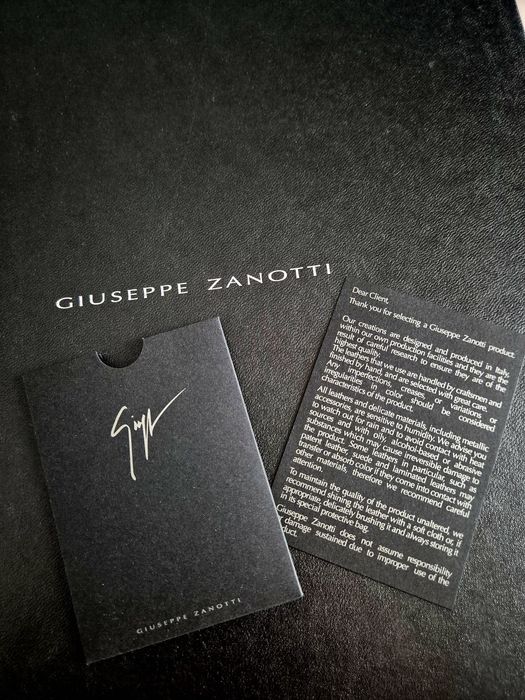 GIUSEPPE ZANOTTI
GIUSEPPE ZANOTTI
Dear Client,
Thank you for selecting a Giuseppe Zanotti product.
Our creations are designed and produced in Italy,
within our own production facilities and they are the
result of careful research to ensure they are of the
highest quality.
The leathers that we use are handled by craftsmen and
finished by hand, and are selected with great care.
Any imperfections, creases, or variations or
irregularities in color should be considered
characteristics of the product.
All leathers and delicate materials, including metallic
accessories, are sensitive to humidity. We advise you
to watch out for rain and to avoid contact with heat
sources and with oily, alcohol-based or abrasive
substances which may cause irreversible damage to
the product. Some leathers in particular, such as
patent leather, suede and laminated leathers may
transfer or absorb color if they come into contact with
other materials, therefore we recommend careful
attention.
To maintain the quality of the product unaltered, we
recommend shining the leather with a soft cloth or, if
appropriate, delicately brushing it and always storing it
in its special protective bag.
Giuseppe Zanotti does not assume responsibility
damage sustained due to improper use of the